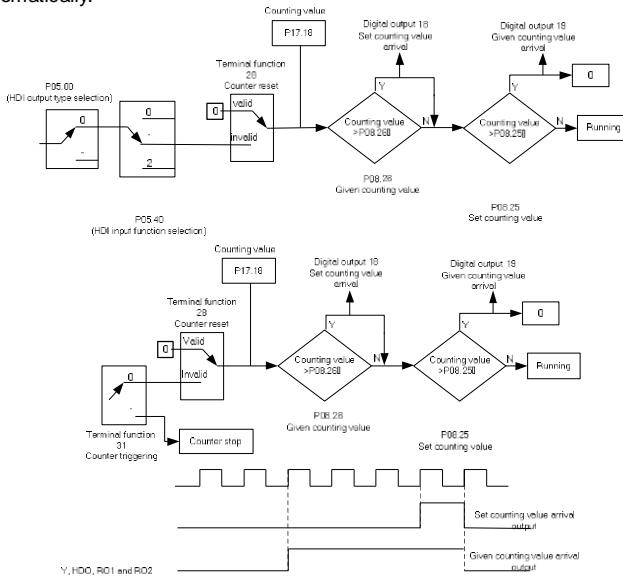 ematically.
Counting value
P17.18
Digital output 18
Set counting value
arrival
Digital output 19
Given counting value
arrival
Terminal function
28
Counter reset
P05.00
(HDI output type selection)
0
0
2
0
valid
invalid
Counting value
>P08.26
Y
N
Counting value
>P08.25
Y
N
0
Running
P08.26
Given counting value
P08.25
Set counting value
P05.40
(HDI input function selection)
Counting value
P17.18
Digital output 18
Set counting value
arrival
Digital output 19
Given counting value
arrival
Terminal function
28
Counter reset
0
Valid
Invalid
Counting value
>P08.26
Y
N
Counting value
>P08.25
Y
N
0
Running
0
Terminal function
31
Counter triggering
Counter stop
P08.26
Given counting value
P08.25
Set counting value
Set counting value arrival
output
Given counting value arrival
output
Y, HDO, RO1 and RO2